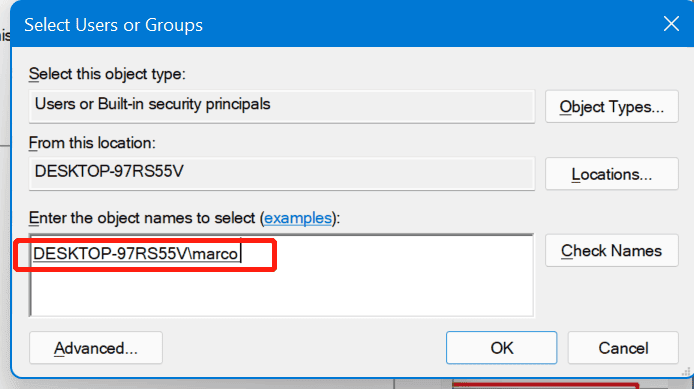 Select Users or Groups
Select this object type:
Users or Built-in security principals
Object Types...
From this location:
DESKTOP-97RS55V
Locations...
Enter the object names to select (examples):
DESKTOP-97RS55V\marco
Check Names
Advanced...
OK
Cancel